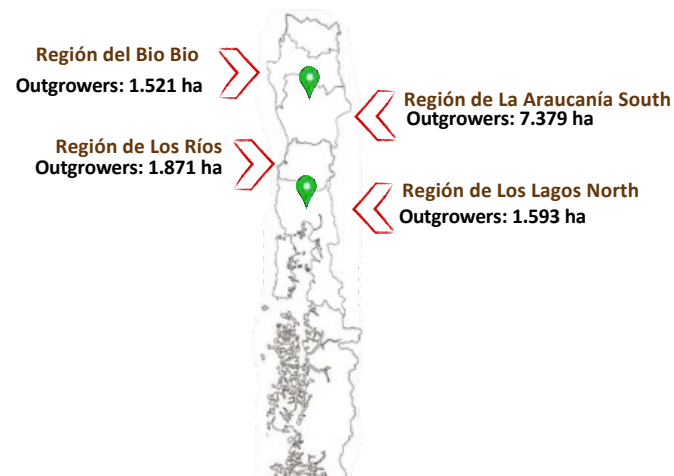 Región del Bio Bio
Outgrowers: 1.521 ha
Región de La Araucanía South
Outgrowers: 7.379 ha
Región de Los Ríos
Outgrowers: 1.871 ha
Región de Los Lagos North
Outgrowers: 1.593 ha